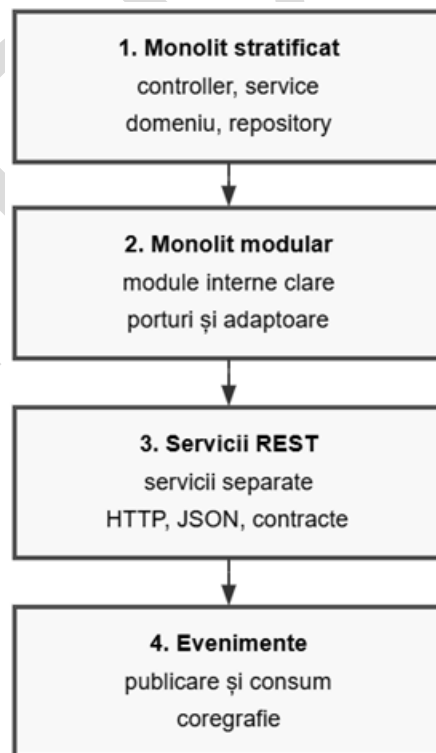 1. Monolit stratificat
controller, service
domeniu, repository
2. Monolit modular
module interne clare
porturi și adaptoare
3. Servicii REST
servicii separate
HTTP, JSON, contracte
4. Evenimente
publicare și consum
coregrafie